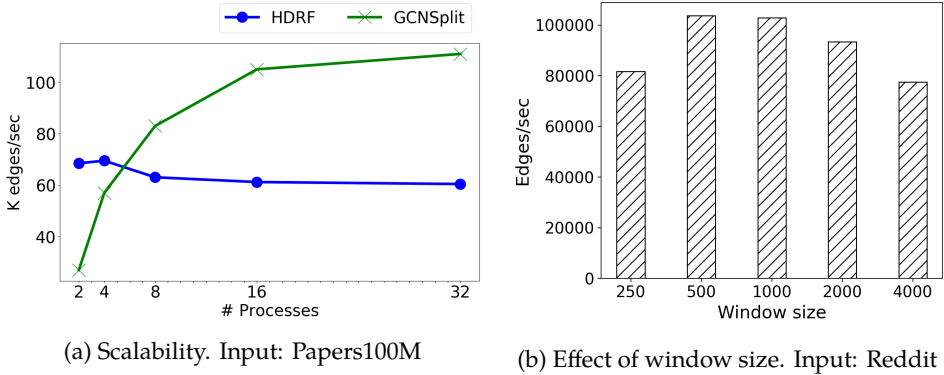 HDRF GCNSplit
100
80
60
40
K edges/sec
2 4 8 16 32
# Processes
(a) Scalability. Input: Papers100M
100000
80000
60000
40000
20000
0
Edges/sec
250 500 1000 2000 4000
Window size
(b) Effect of window size. Input: Reddit